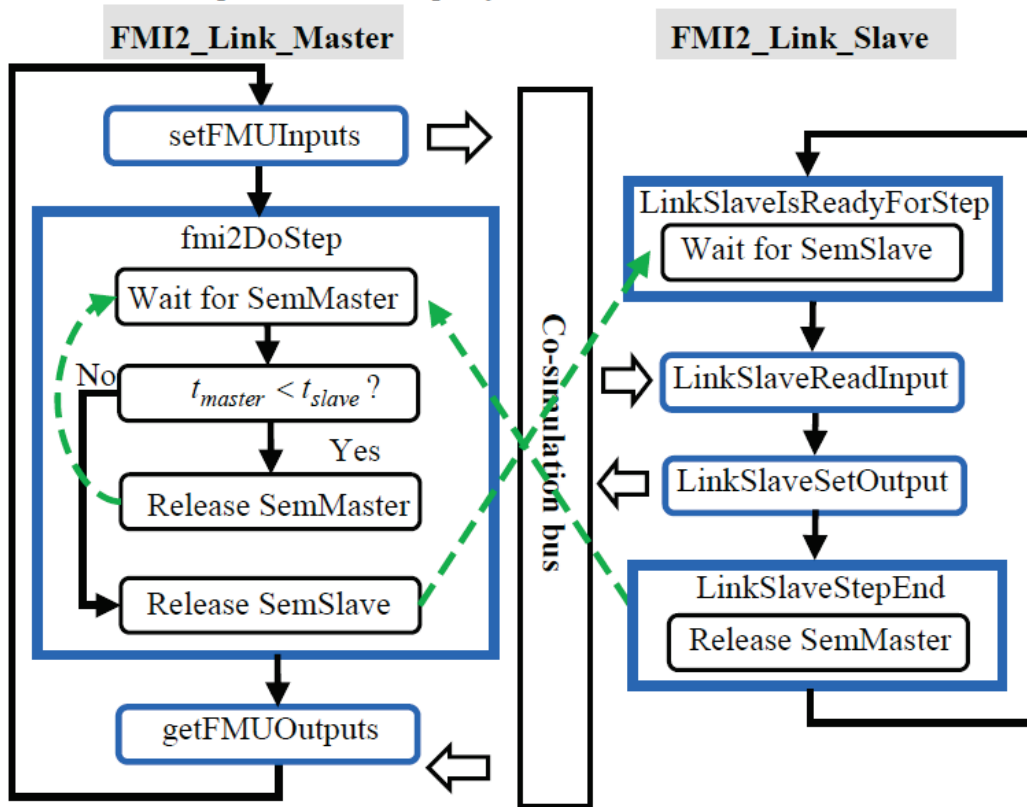 FMI2_Link_Master
setFMUInputs
fmi2DoStep
Wait for SemMaster
No
t_master < t_slave ?
Yes
Release SemMaster
Release SemSlave
getFMUOutputs
Co-simulation bus
FMI2_Link_Slave
LinkSlaveIsReadyForStep
Wait for SemSlave
LinkSlaveReadInput
LinkSlaveSetOutput
LinkSlaveStepEnd
Release SemMaster